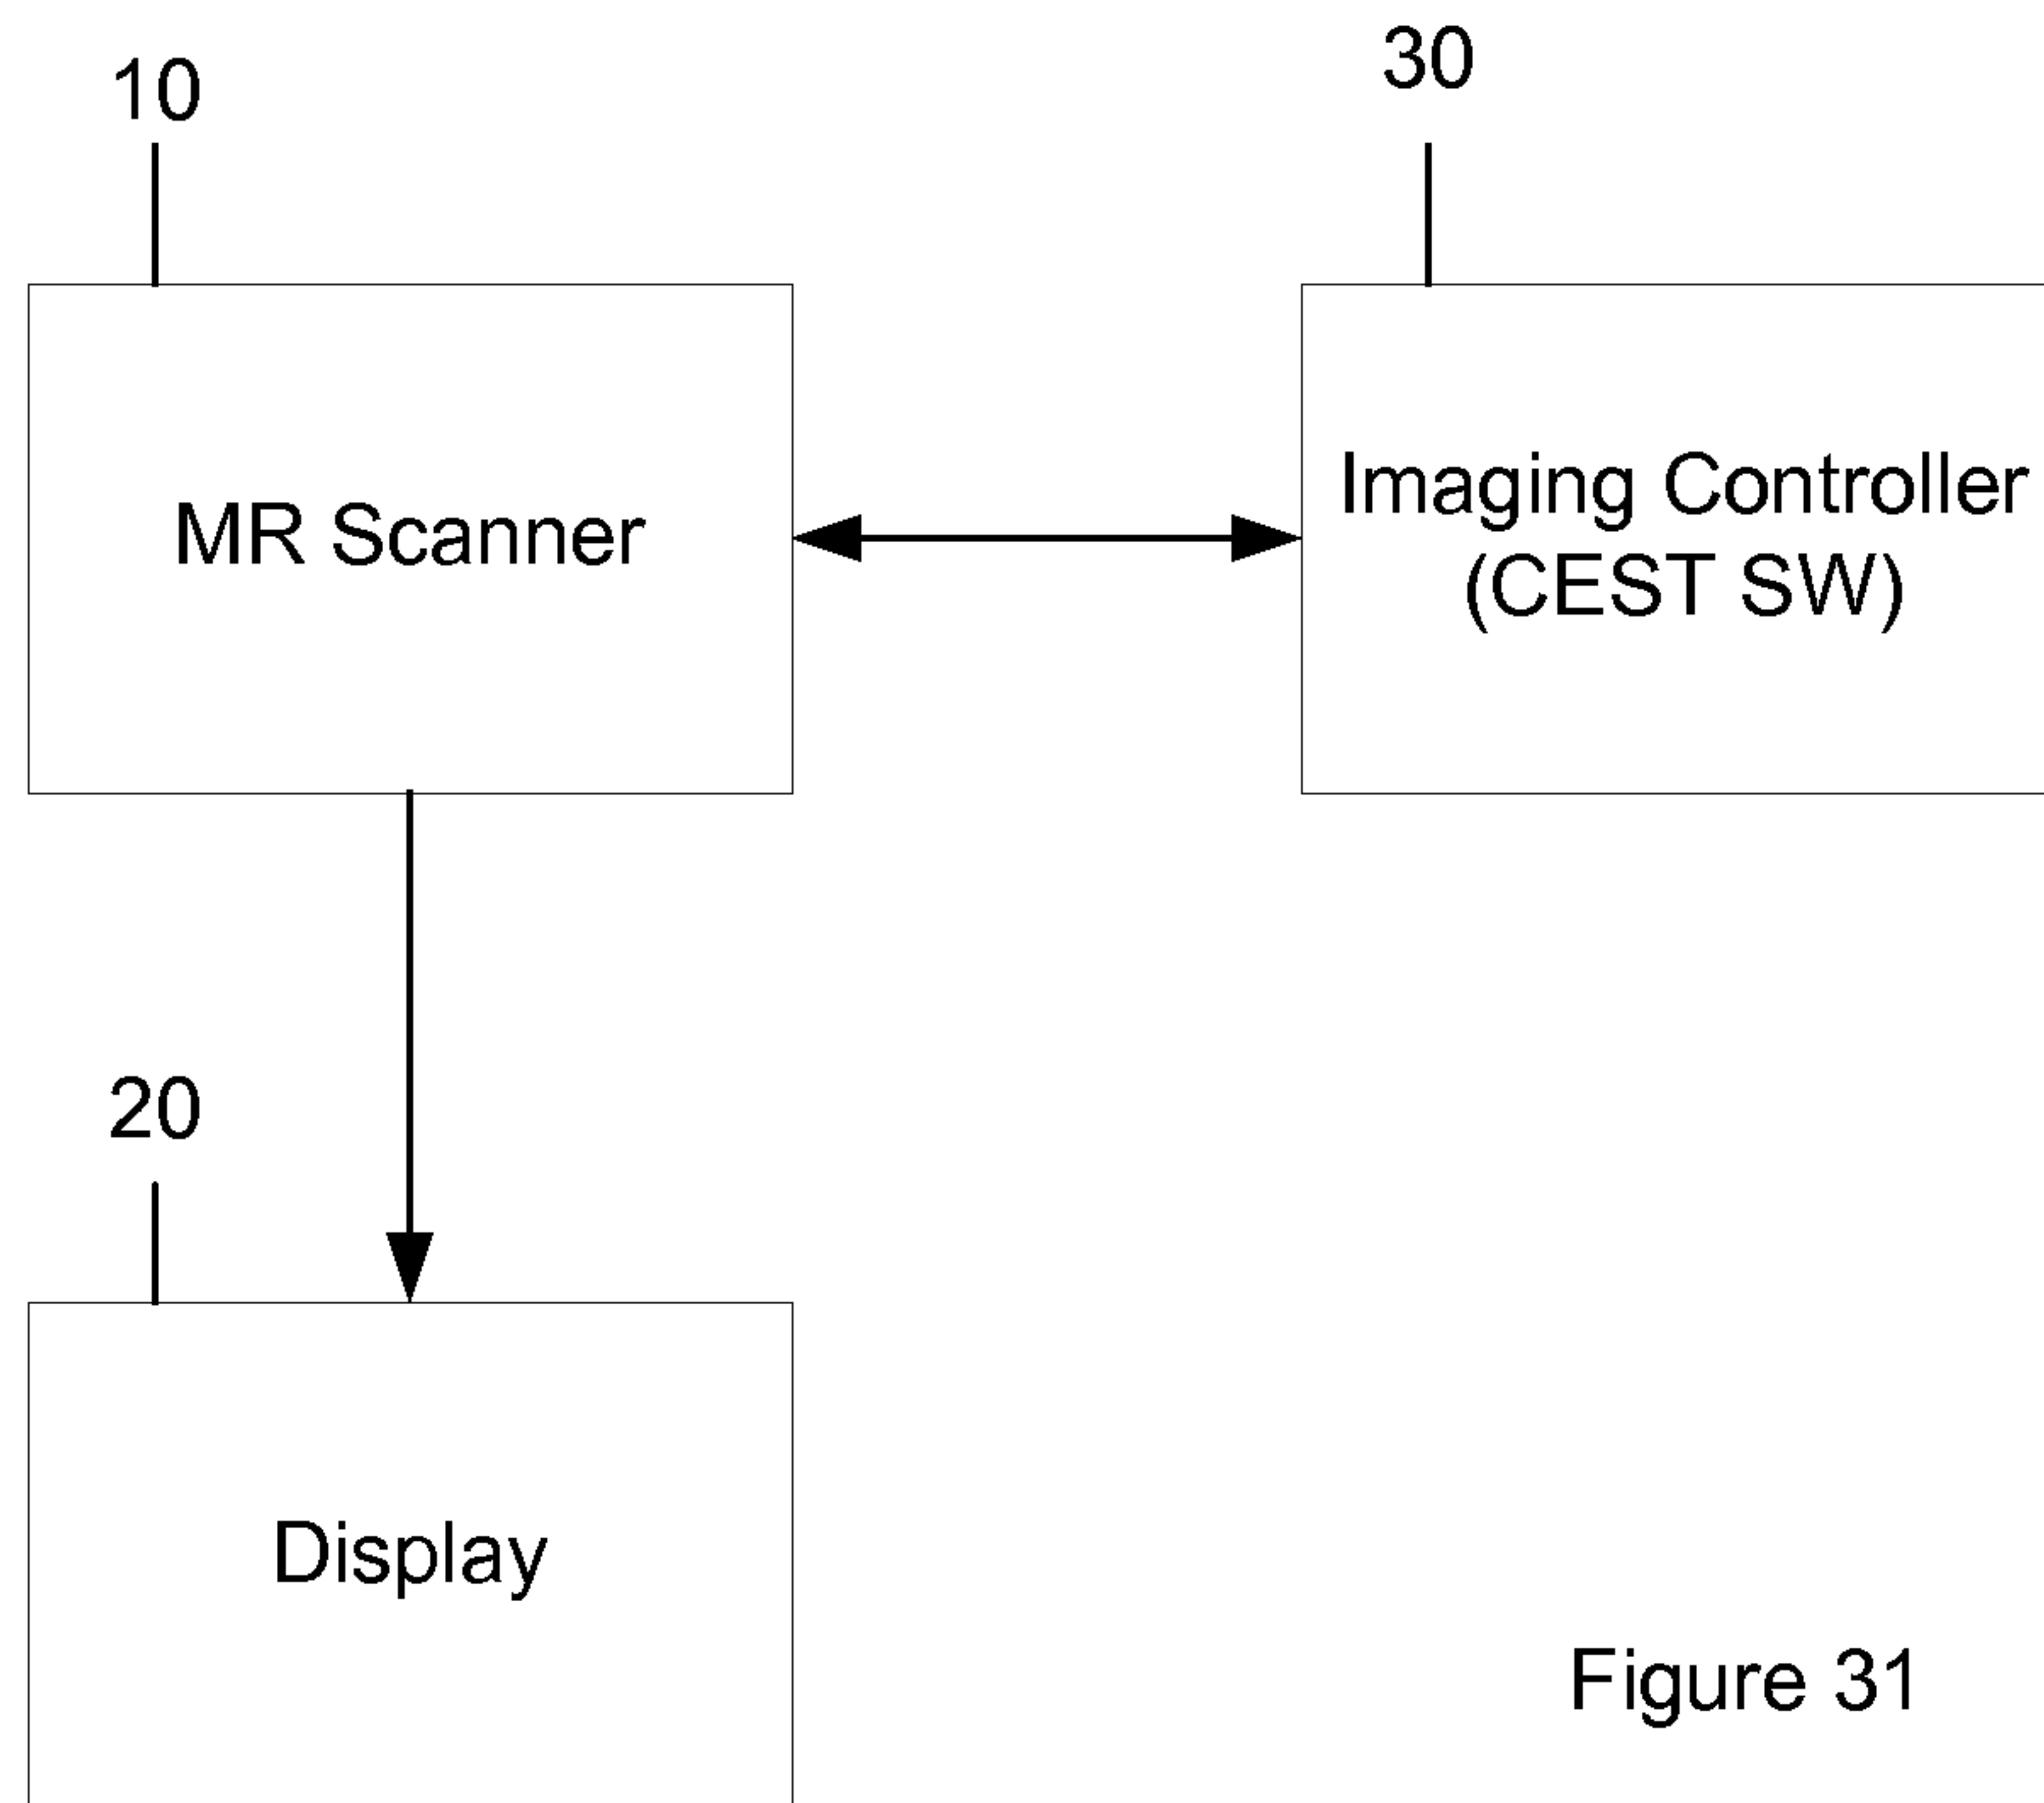 10
30
MR Scanner
Imaging Controller
(CEST SW)
20
Display
Figure 31